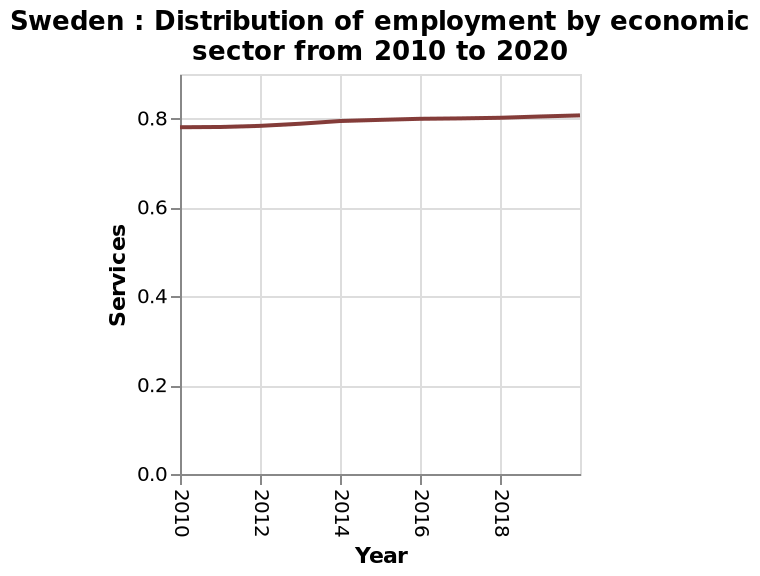 Sweden : Distribution of employment by economic
sector from 2010 to 2020
0.8
0.6
0.4
0.2
0.0
Services
2010
2012
2014
2016
2018
Year